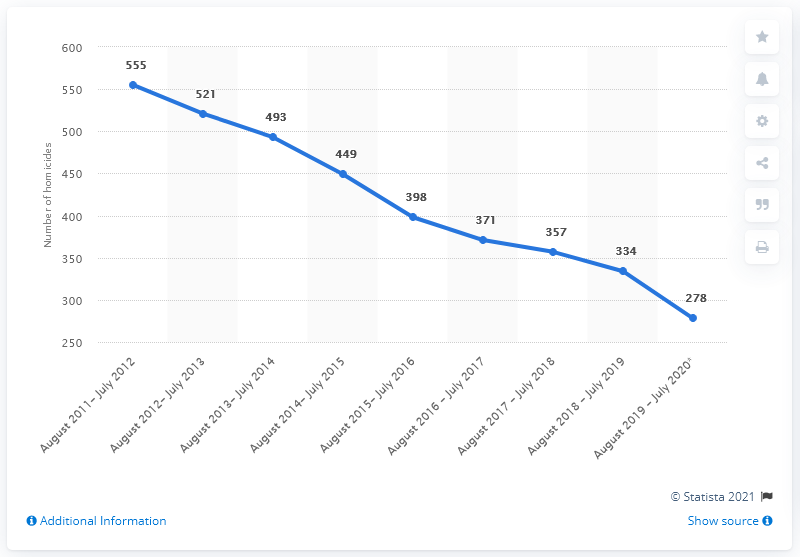 600
550
500
450
400
350
300
250
Number of homicides
555
521
493
449
398
371
357
334
278
August 2011– July 2012
August 2012– July 2013
August 2013– July 2014
August 2014– July 2015
August 2015– July 2016
August 2016 – July 2017
August 2017 – July 2018
August 2018 – July 2019
August 2019 – July 2020*
© Statista 2021
Additional Information
Show source